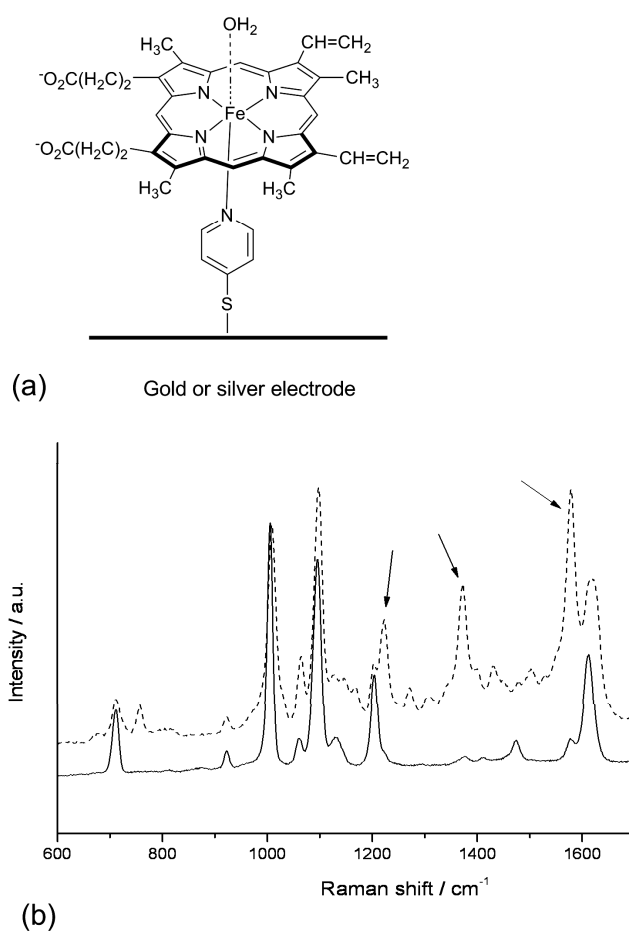 OH₂
H₃C
CH=CH₂
⁻O₂C(H₂C)₂
N
N
CH₃
Fe
⁻O₂C(H₂C)₂
N
N
CH=CH₂
H₃C
CH₃
N
S
(a)
Gold or silver electrode
Intensity / a.u.
600 800 1000 1200 1400 1600
Raman shift / cm⁻¹
(b)